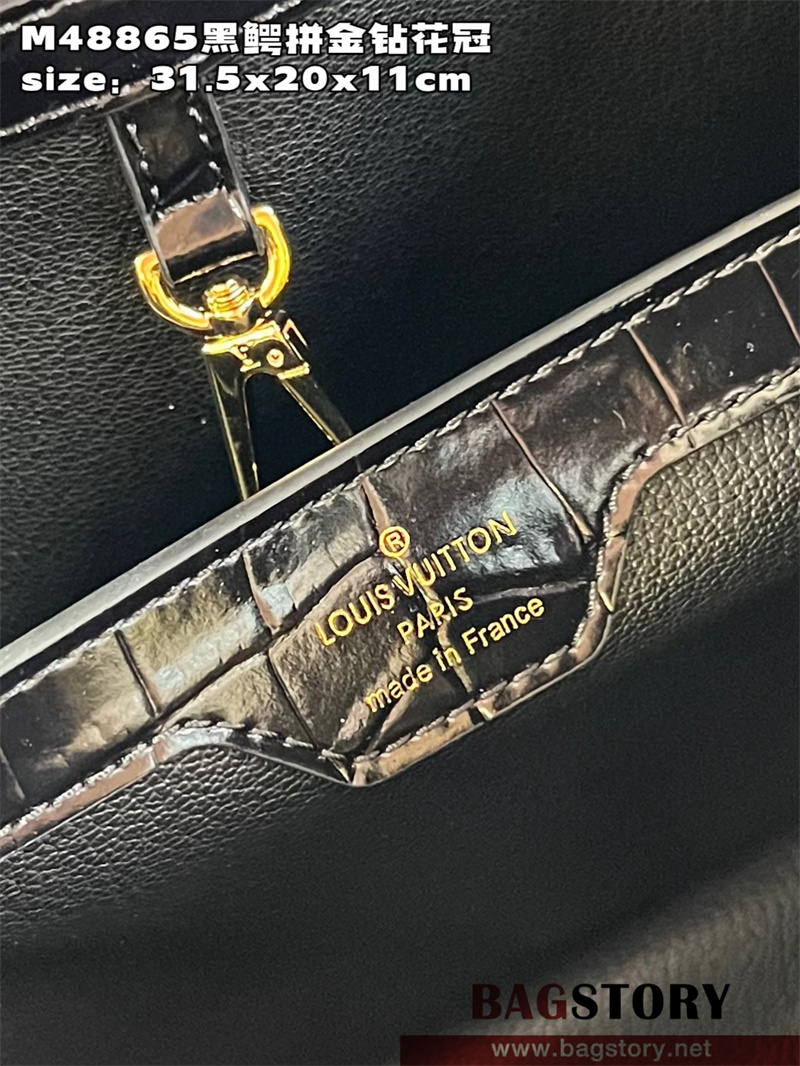 M48865黑鳄拼金钻花冠
size：31.5x20x11cm
®
LOUIS VUITTON
PARIS
made in France
BAGSTORY
www.bagstory.net